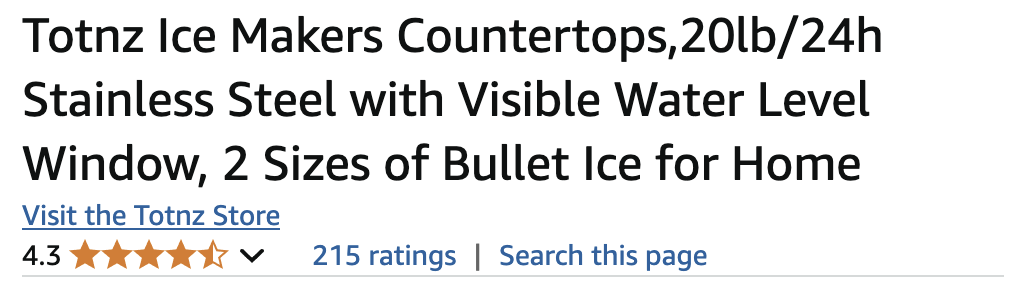 Totnz Ice Makers Countertops,20lb/24h
Stainless Steel with Visible Water Level
Window, 2 Sizes of Bullet Ice for Home
Visit the Totnz Store
4.3 215 ratings | Search this page